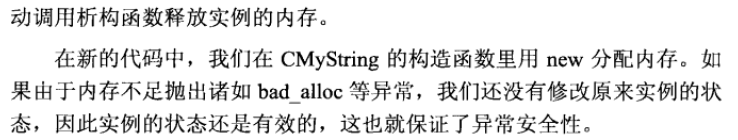 动调用析构函数释放实例的内存。
在新的代码中，我们在 CMyString 的构造函数里用 new 分配内存。如
果由于内存不足抛出诸如 bad_alloc 等异常，我们还没有修改原来实例的状
态，因此实例的状态还是有效的，这也就保证了异常安全性。